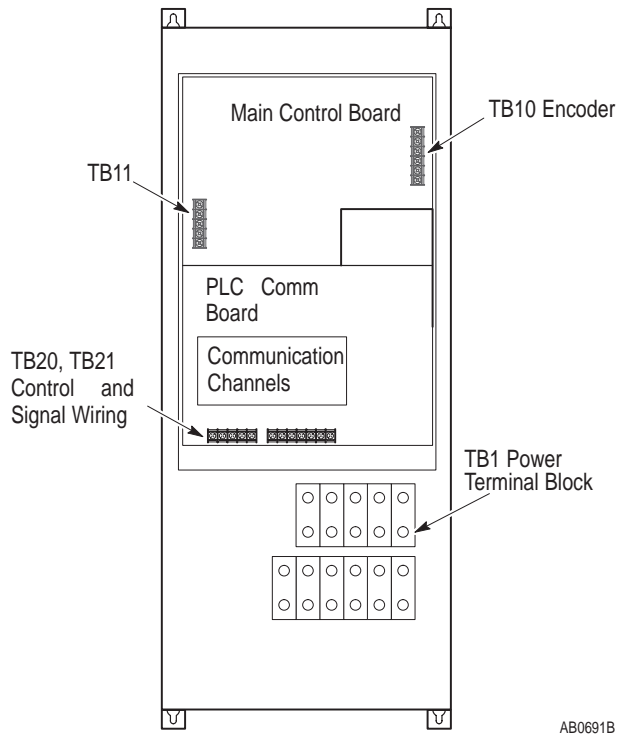 Main Control Board
TB10 Encoder
TB11
PLC Comm
Board
Communication
Channels
TB20, TB21
Control and
Signal Wiring
TB1 Power
Terminal Block
AB0691B